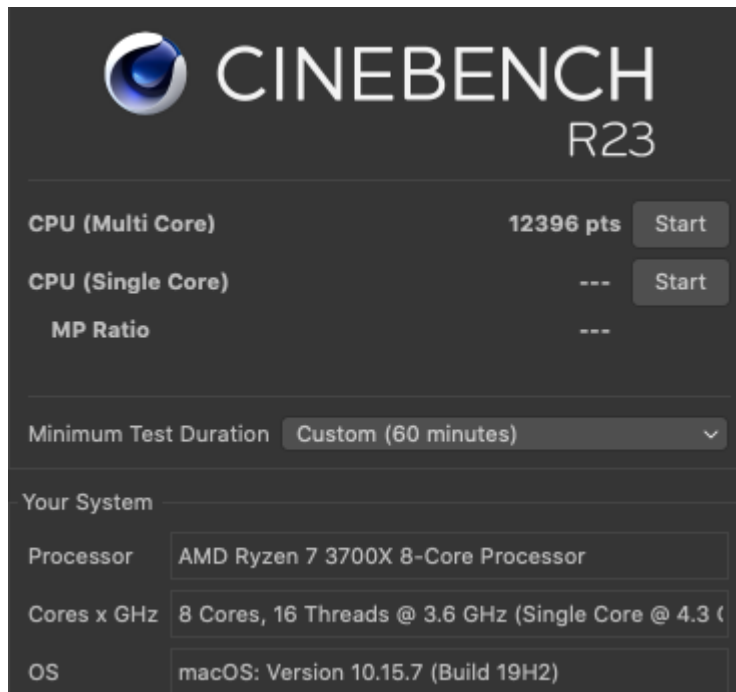 CINEBENCH
R23
CPU (Multi Core) 12396 pts Start
CPU (Single Core) --- Start
MP Ratio ---
Minimum Test Duration Custom (60 minutes)
Your System
Processor AMD Ryzen 7 3700X 8-Core Processor
Cores x GHz 8 Cores, 16 Threads @ 3.6 GHz (Single Core @ 4.3
OS macOS: Version 10.15.7 (Build 19H2)